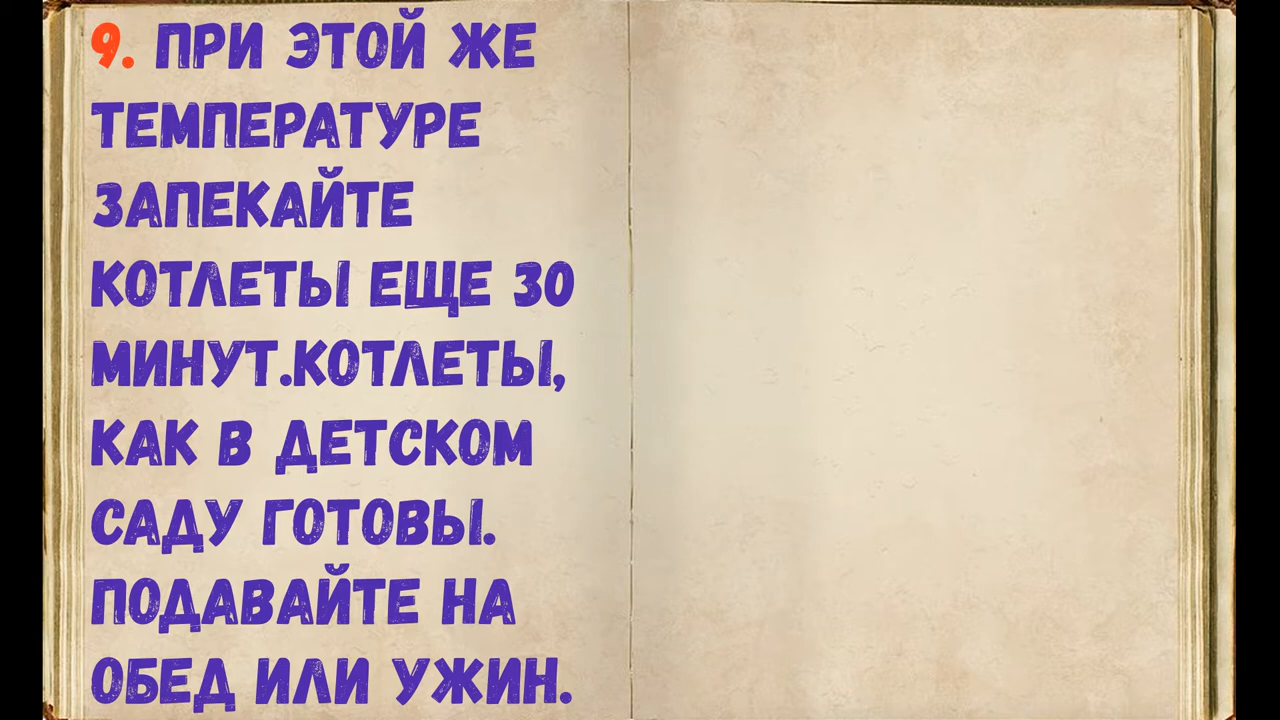 9. ПРИ ЭТОЙ ЖЕ
ТЕМПЕРАТУРЕ
ЗАПЕКАЙТЕ
КОТЛЕТЫ ЕЩЕ 30
МИНУТ.КОТЛЕТЫ,
КАК В ДЕТСКОМ
САДУ ГОТОВЫ.
ПОДАВАЙТЕ НА
ОБЕД ИЛИ УЖИН.